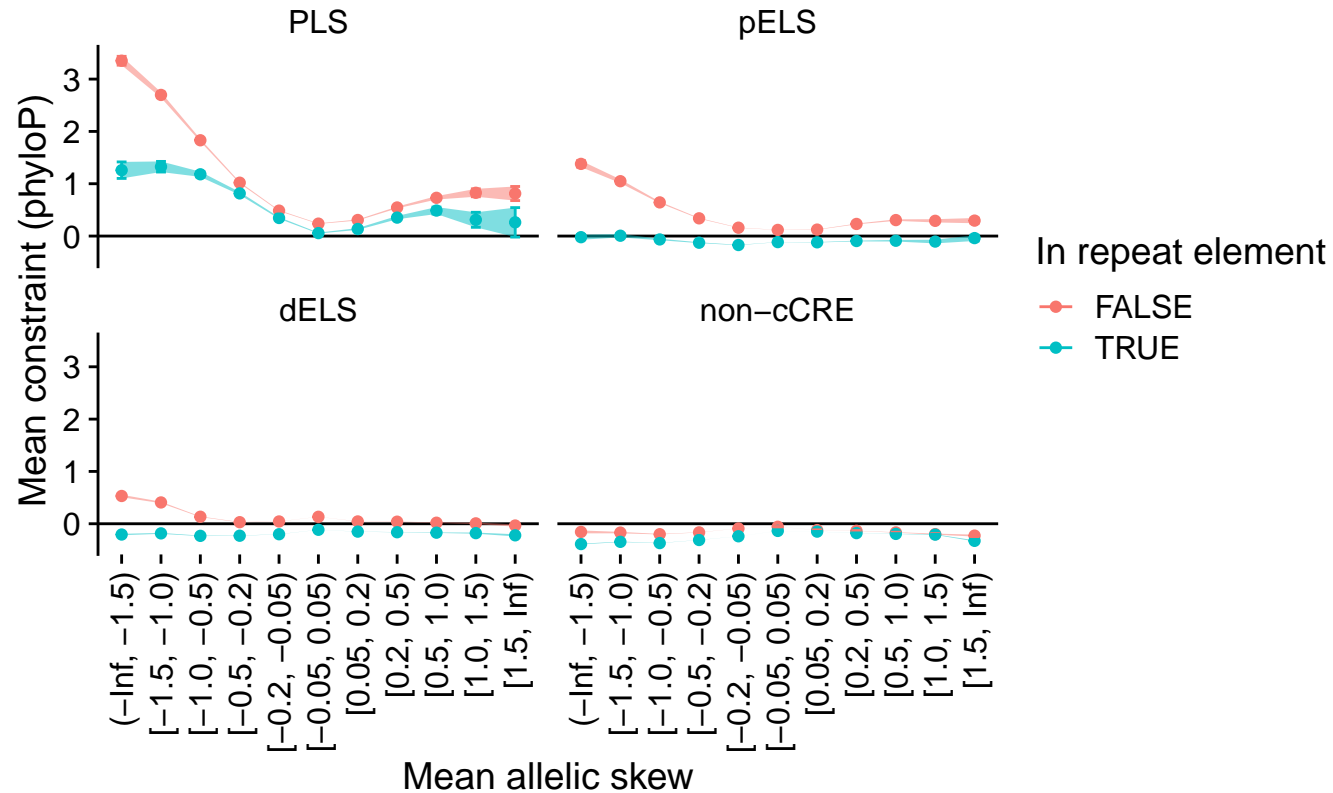 PLS
pELS
3
2
1
0
dELS
non−cCRE
3
2
1
0
Mean constraint (phyloP)
(−Inf, −1.5)
[−1.5, −1.0)
[−1.0, −0.5)
[−0.5, −0.2)
[−0.2, −0.05)
[−0.05, 0.05)
[0.05, 0.2)
[0.2, 0.5)
[0.5, 1.0)
[1.0, 1.5)
[1.5, Inf)
(−Inf, −1.5)
[−1.5, −1.0)
[−1.0, −0.5)
[−0.5, −0.2)
[−0.2, −0.05)
[−0.05, 0.05)
[0.05, 0.2)
[0.2, 0.5)
[0.5, 1.0)
[1.0, 1.5)
[1.5, Inf)
Mean allelic skew
In repeat element
FALSE
TRUE